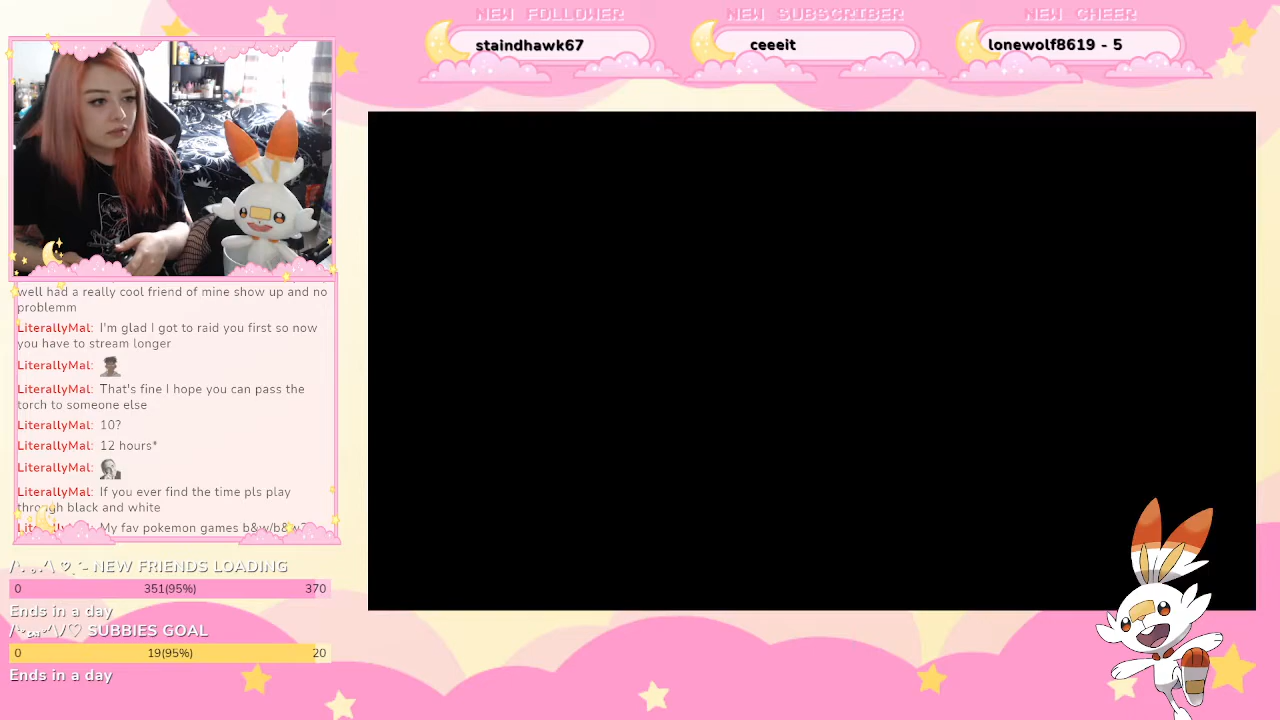 NEW FOLLOWER
NEW SUBSCRIBER
NEW CHEER
staindhawk67
ceeeit
lonewolf8619 - 5
well had a really cool friend of mine show up and no
problemm
LiterallyMal: I'm glad I got to raid you first so now
you have to stream longer
LiterallyMal:
LiterallyMal: That's fine I hope you can pass the
torch to someone else
LiterallyMal: 10?
LiterallyMal: 12 hours*
LiterallyMal:
LiterallyMal: If you ever find the time pls play
through black and white
LiterallyMal: My fav pokemon games b&w/b&w2
NEW FRIENDS LOADING
0 351(95%) 370
Ends in a day
SUBBIES GOAL
0 19(95%) 20
Ends in a day